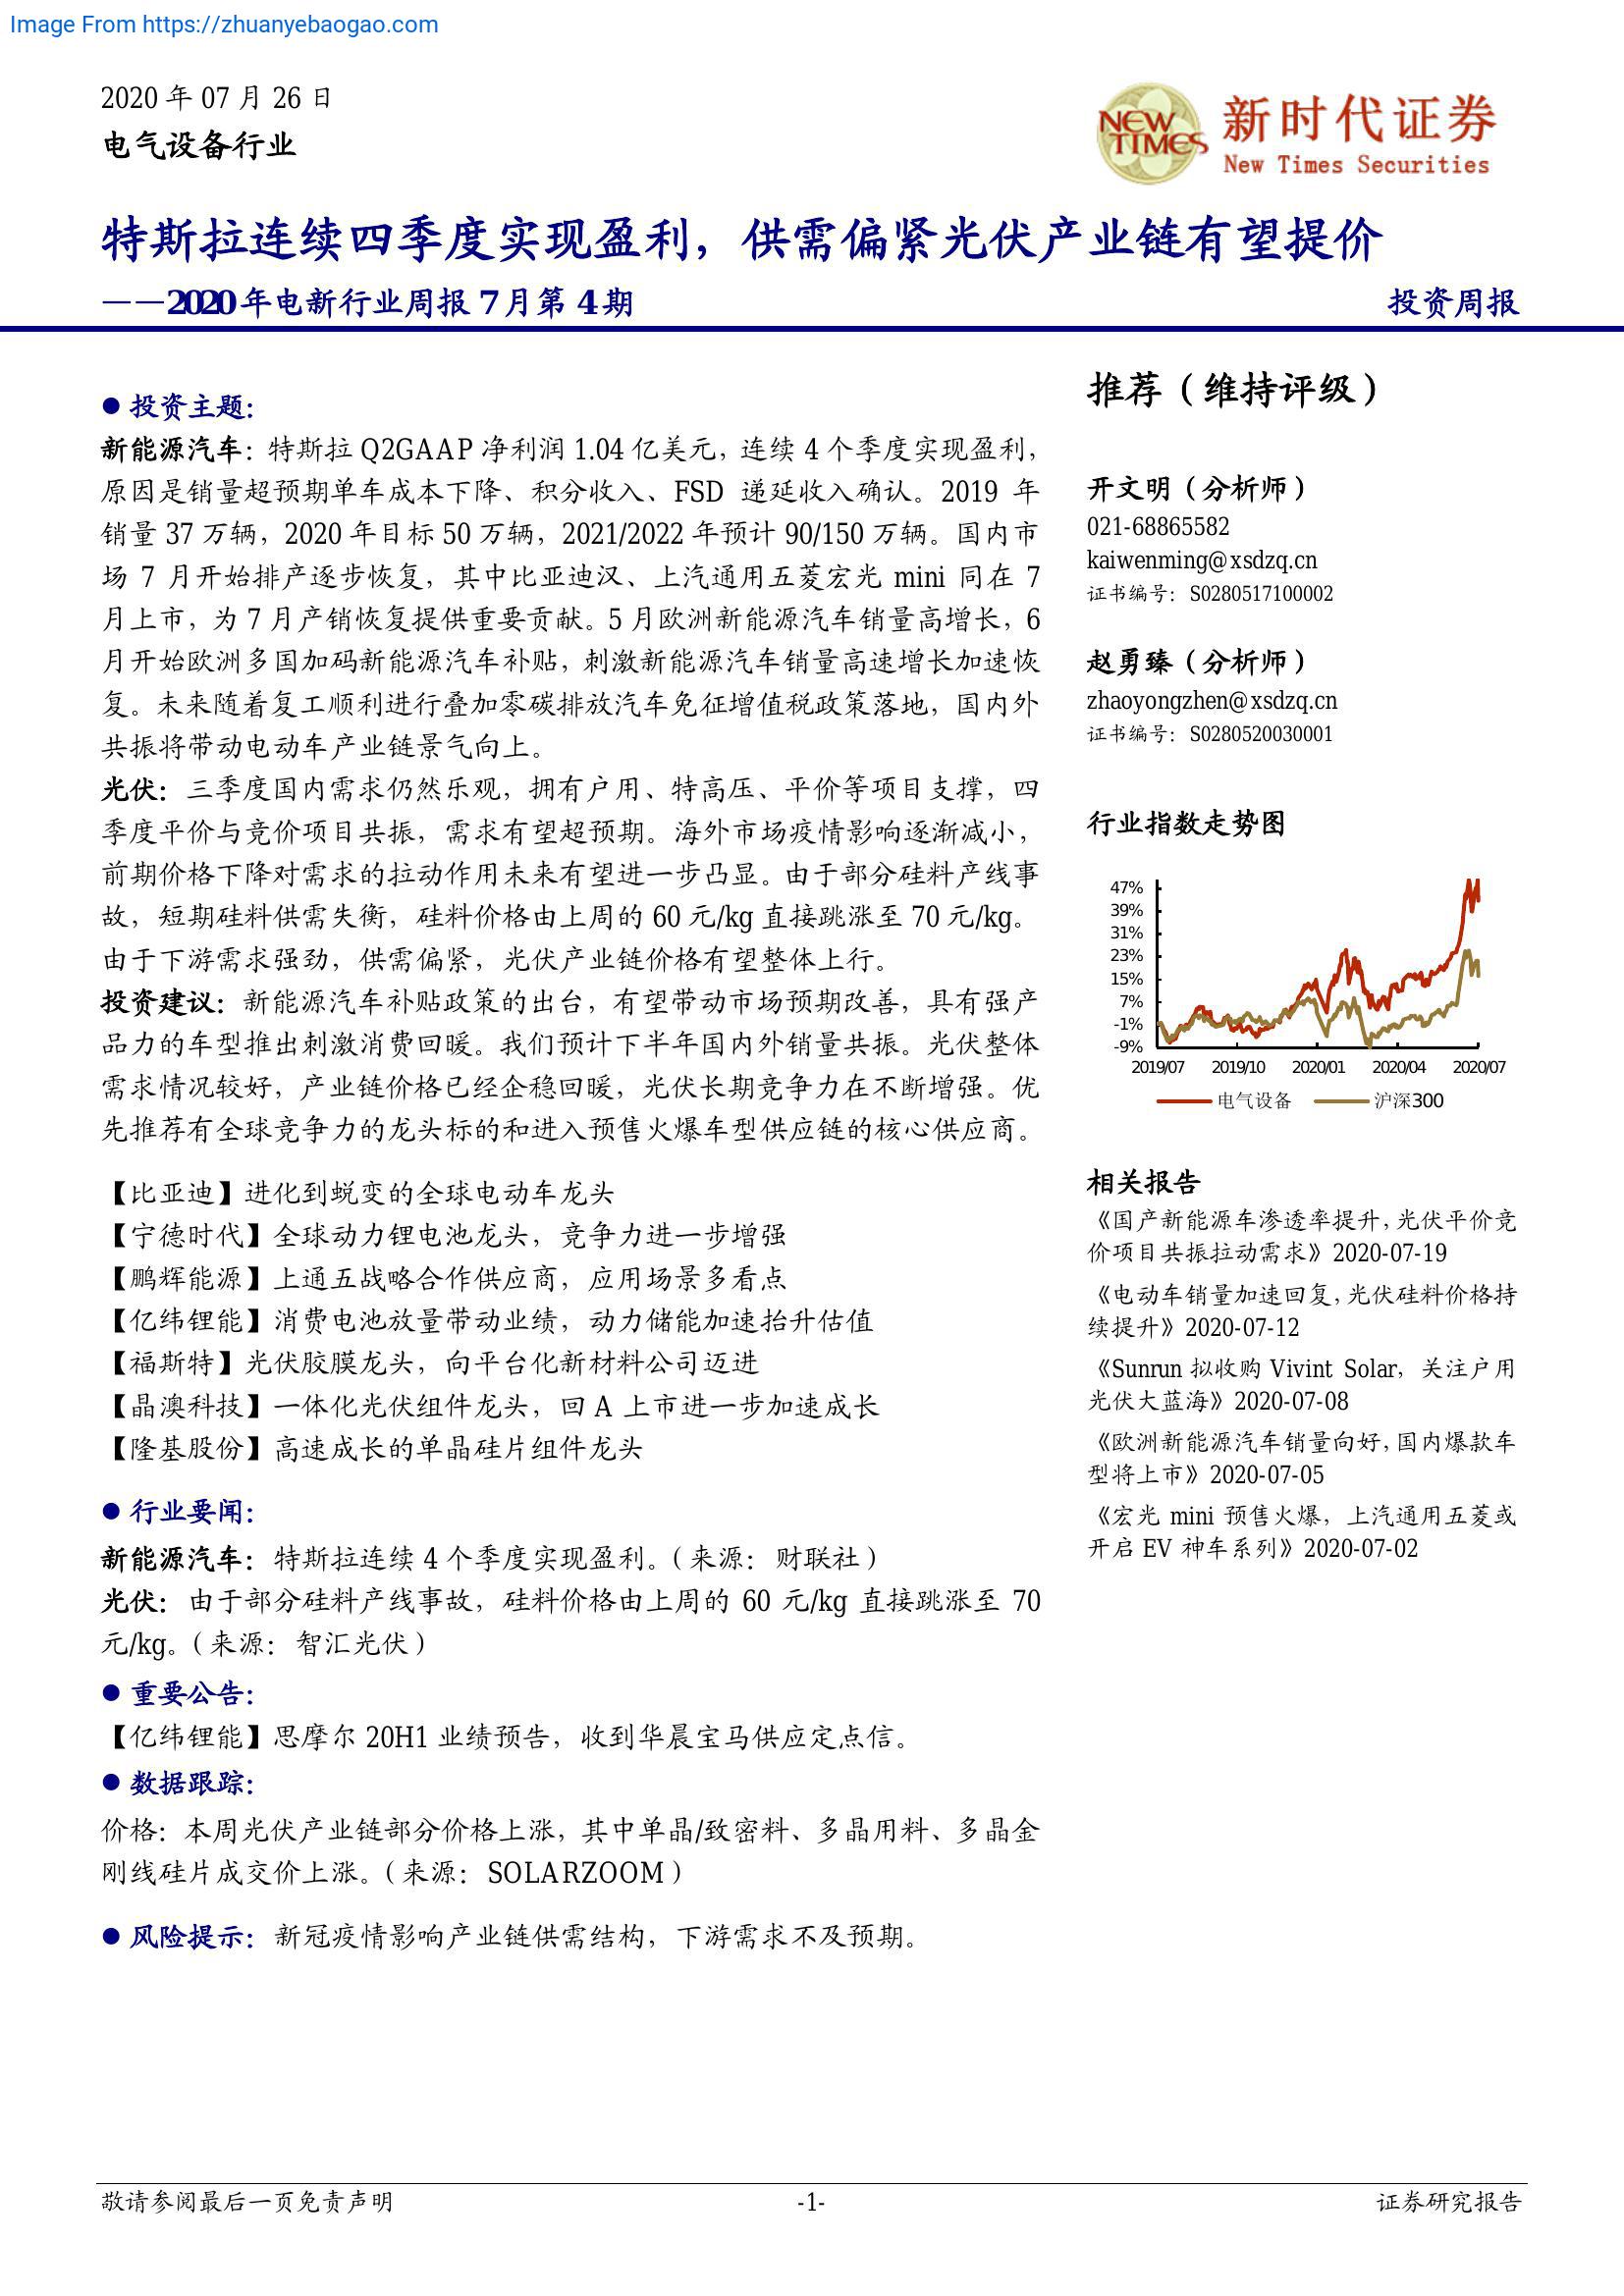 Image From https://zhuanyebaogao.com
2020 年 07 月 26 日
电气设备行业
NEW TIMES
新时代证券
New Times Securities
特斯拉连续四季度实现盈利，供需偏紧光伏产业链有望提价
——2020 年电新行业周报 7 月第 4 期
投资周报
● 投资主题：
新能源汽车：特斯拉 Q2GAAP 净利润 1.04 亿美元，连续 4 个季度实现盈利，
原因是销量超预期单车成本下降、积分收入、FSD 递延收入确认。2019 年
销量 37 万辆，2020 年目标 50 万辆，2021/2022 年预计 90/150 万辆。国内市
场 7 月开始排产逐步恢复，其中比亚迪汉、上汽通用五菱宏光 mini 同在 7
月上市，为 7 月产销恢复提供重要贡献。5 月欧洲新能源汽车销量高增长，6
月开始欧洲多国加码新能源汽车补贴，刺激新能源汽车销量高速增长加速恢
复。未来随着复工顺利进行叠加零碳排放汽车免征增值税政策落地，国内外
共振将带动电动车产业链景气向上。
光伏：三季度国内需求仍然乐观，拥有户用、特高压、平价等项目支撑，四
季度平价与竞价项目共振，需求有望超预期。海外市场疫情影响逐渐减小，
前期价格下降对需求的拉动作用未来有望进一步凸显。由于部分硅料产线事
故，短期硅料供需失衡，硅料价格由上周的 60 元/kg 直接跳涨至 70 元/kg。
由于下游需求强劲，供需偏紧，光伏产业链价格有望整体上行。
投资建议：新能源汽车补贴政策的出台，有望带动市场预期改善，具有强产
品力的车型推出刺激消费回暖。我们预计下半年国内外销量共振。光伏整体
需求情况较好，产业链价格已经企稳回暖，光伏长期竞争力在不断增强。优
先推荐有全球竞争力的龙头标的和进入预售火爆车型供应链的核心供应商。
【比亚迪】进化到蜕变的全球电动车龙头
【宁德时代】全球动力锂电池龙头，竞争力进一步增强
【鹏辉能源】上通五战略合作供应商，应用场景多看点
【亿纬锂能】消费电池放量带动业绩，动力储能加速抬升估值
【福斯特】光伏胶膜龙头，向平台化新材料公司迈进
【晶澳科技】一体化光伏组件龙头，回 A 上市进一步加速成长
【隆基股份】高速成长的单晶硅片组件龙头
● 行业要闻：
新能源汽车：特斯拉连续 4 个季度实现盈利。（来源：财联社）
光伏：由于部分硅料产线事故，硅料价格由上周的 60 元/kg 直接跳涨至 70
元/kg。（来源：智汇光伏）
● 重要公告：
【亿纬锂能】思摩尔 20H1 业绩预告，收到华晨宝马供应定点信。
● 数据跟踪：
价格：本周光伏产业链部分价格上涨，其中单晶/致密料、多晶用料、多晶金
刚线硅片成交价上涨。（来源：SOLARZOOM）
● 风险提示：新冠疫情影响产业链供需结构，下游需求不及预期。
推荐（维持评级）
开文明（分析师）
021-68865582
kaiwenming@xsdzq.cn
证书编号：S0280517100002
赵勇臻（分析师）
zhaoyongzhen@xsdzq.cn
证书编号：S0280520030001
行业指数走势图
47%
39%
31%
23%
15%
7%
-1%
-9%
2019/07 2019/10 2020/01 2020/04 2020/07
电气设备 沪深300
相关报告
《国产新能源车渗透率提升，光伏平价竞
价项目共振拉动需求》2020-07-19
《电动车销量加速回复，光伏硅料价格持
续提升》2020-07-12
《Sunrun 拟收购 Vivint Solar，关注户用
光伏大蓝海》2020-07-08
《欧洲新能源汽车销量向好，国内爆款车
型将上市》2020-07-05
《宏光 mini 预售火爆，上汽通用五菱或
开启 EV 神车系列》2020-07-02
敬请参阅最后一页免责声明
-1-
证券研究报告